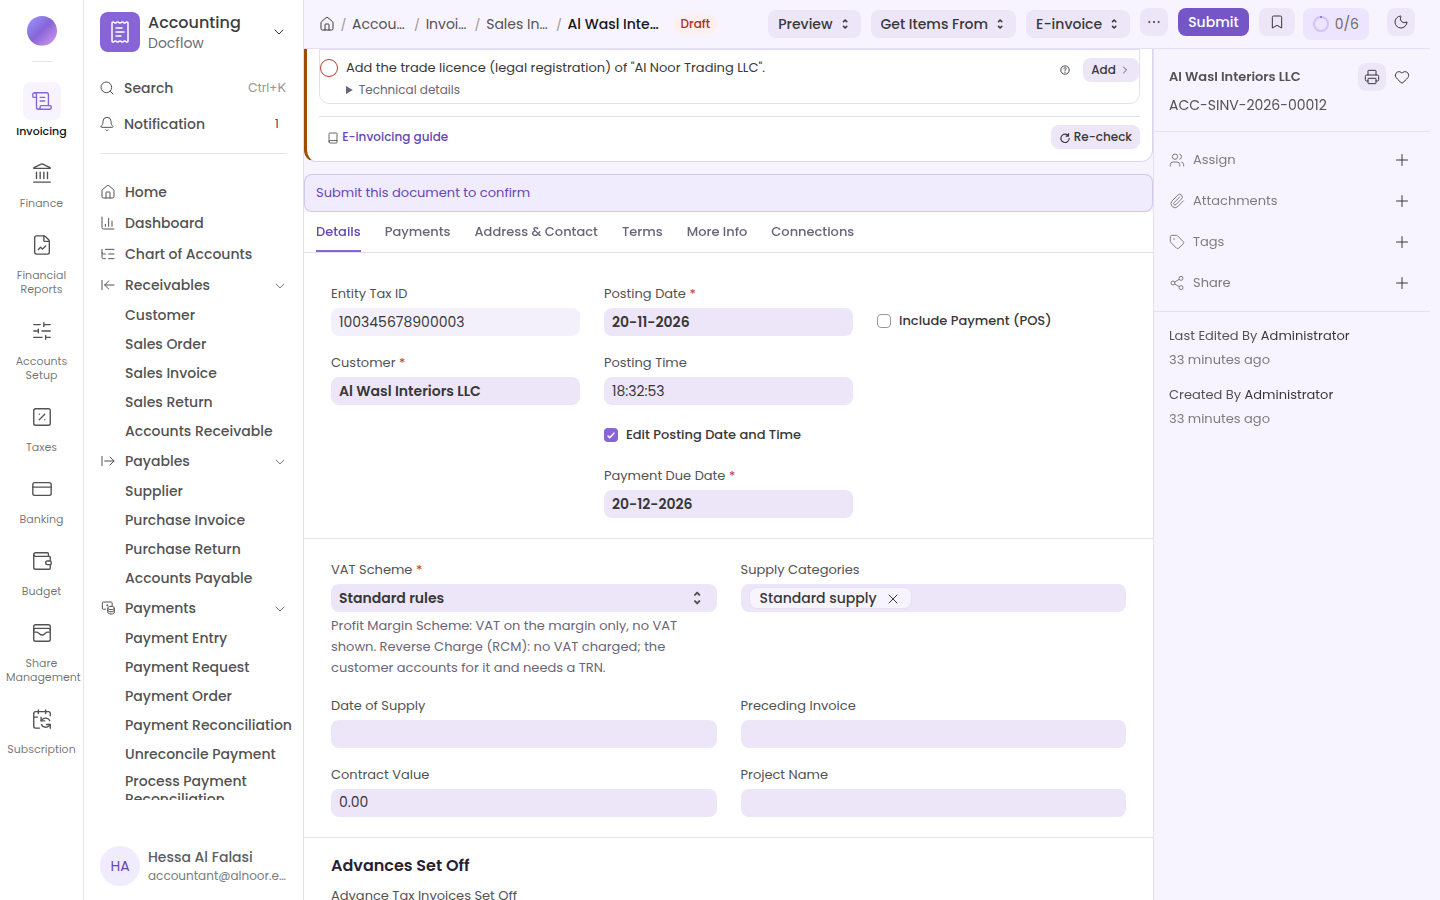 Invoicing
Finance
Financial
Reports
Accounts
Setup
Taxes
Banking
Budget
Share
Management
Subscription
Accounting
Docflow
Search Ctrl+K
Notification 1
Home
Dashboard
Chart of Accounts
Receivables
Customer
Sales Order
Sales Invoice
Sales Return
Accounts Receivable
Payables
Supplier
Purchase Invoice
Purchase Return
Accounts Payable
Payments
Payment Entry
Payment Request
Payment Order
Payment Reconciliation
Unreconcile Payment
Process Payment
Reconciliation
HA
Hessa Al Falasi
accountant@alnoor.e...
/ Accou... / Invoi... / Sales In... / Al Wasl Inte... Draft
Preview Get Items From E-invoice ... Submit 0/6
Add the trade licence (legal registration) of "Al Noor Trading LLC". Add
Technical details
E-invoicing guide Re-check
Submit this document to confirm
Details Payments Address & Contact Terms More Info Connections
Entity Tax ID
100345678900003
Posting Date *
20-11-2026
Include Payment (POS)
Customer *
Al Wasl Interiors LLC
Posting Time
18:32:53
Edit Posting Date and Time
Payment Due Date *
20-12-2026
VAT Scheme *
Standard rules
Profit Margin Scheme: VAT on the margin only, no VAT
shown. Reverse Charge (RCM): no VAT charged; the
customer accounts for it and needs a TRN.
Supply Categories
Standard supply
Date of Supply
Preceding Invoice
Contract Value
0.00
Project Name
Advances Set Off
Advance Tax Invoices Set Off
Al Wasl Interiors LLC
ACC-SINV-2026-00012
Assign
Attachments
Tags
Share
Last Edited By Administrator
33 minutes ago
Created By Administrator
33 minutes ago